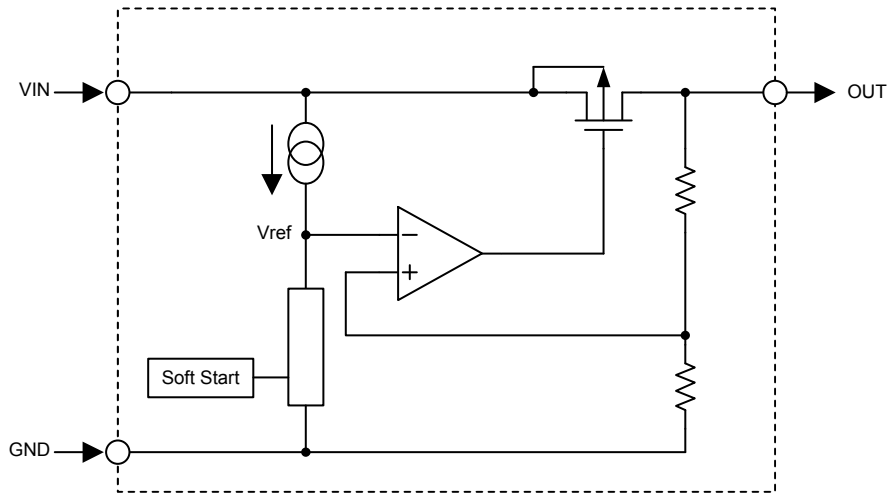 VIN
OUT
Vref
−
+
Soft Start
GND